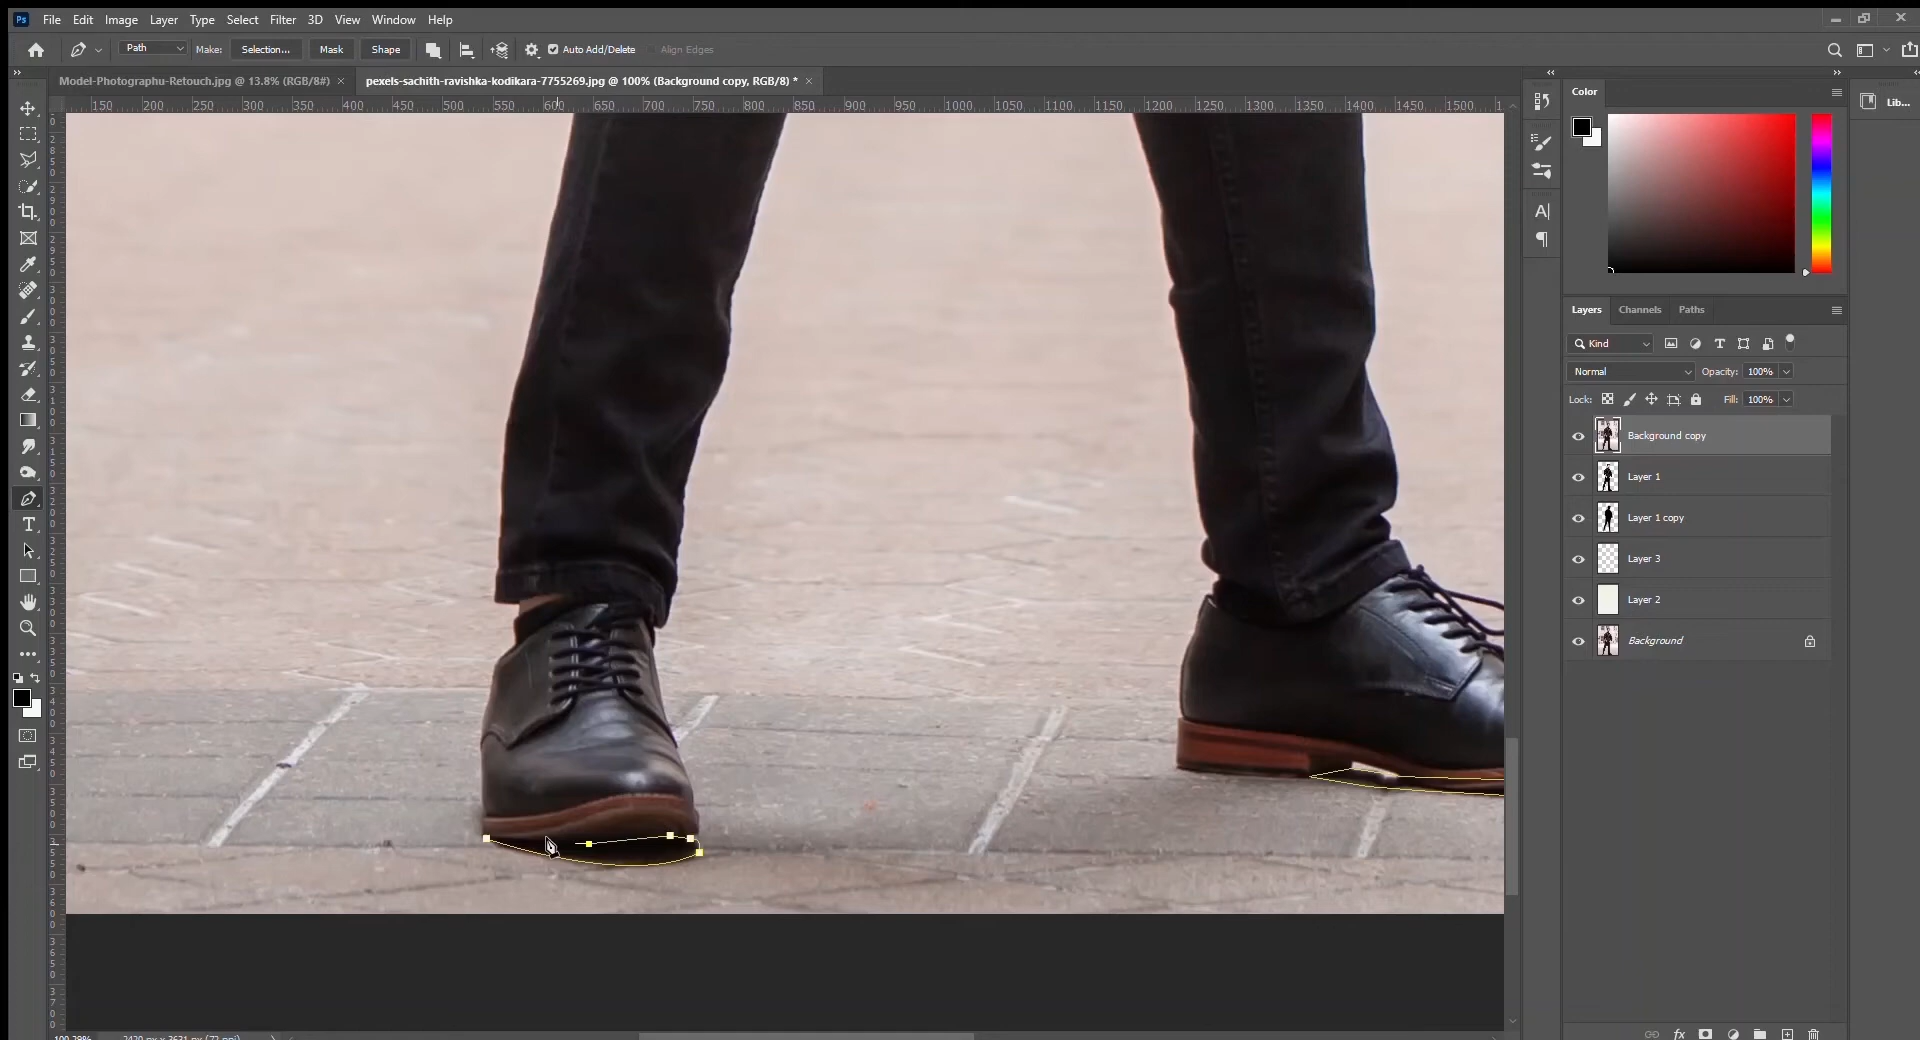 Ps File Edit Image Layer Type Select Filter 3D View Window Help
Path Make: Selection... Mask Shape Auto Add/Delete Align Edges
Model-Photographu-Retouch.jpg @ 13.8% (RGB/8#) × pexels-sachith-ravishka-kodikara-7755269.jpg @ 100% (Background copy, RGB/8) * ×
150 200 250 300 350 400 450 500 550 600 650 700 750 800 850 900 950 1000 1050 1100 1150 1200 1250 1300 1350 1400 1450 1500
Color
Lib...
Layers Channels Paths
Kind
Normal Opacity: 100%
Lock: Fill: 100%
Background copy
Layer 1
Layer 1 copy
Layer 3
Layer 2
Background
fx